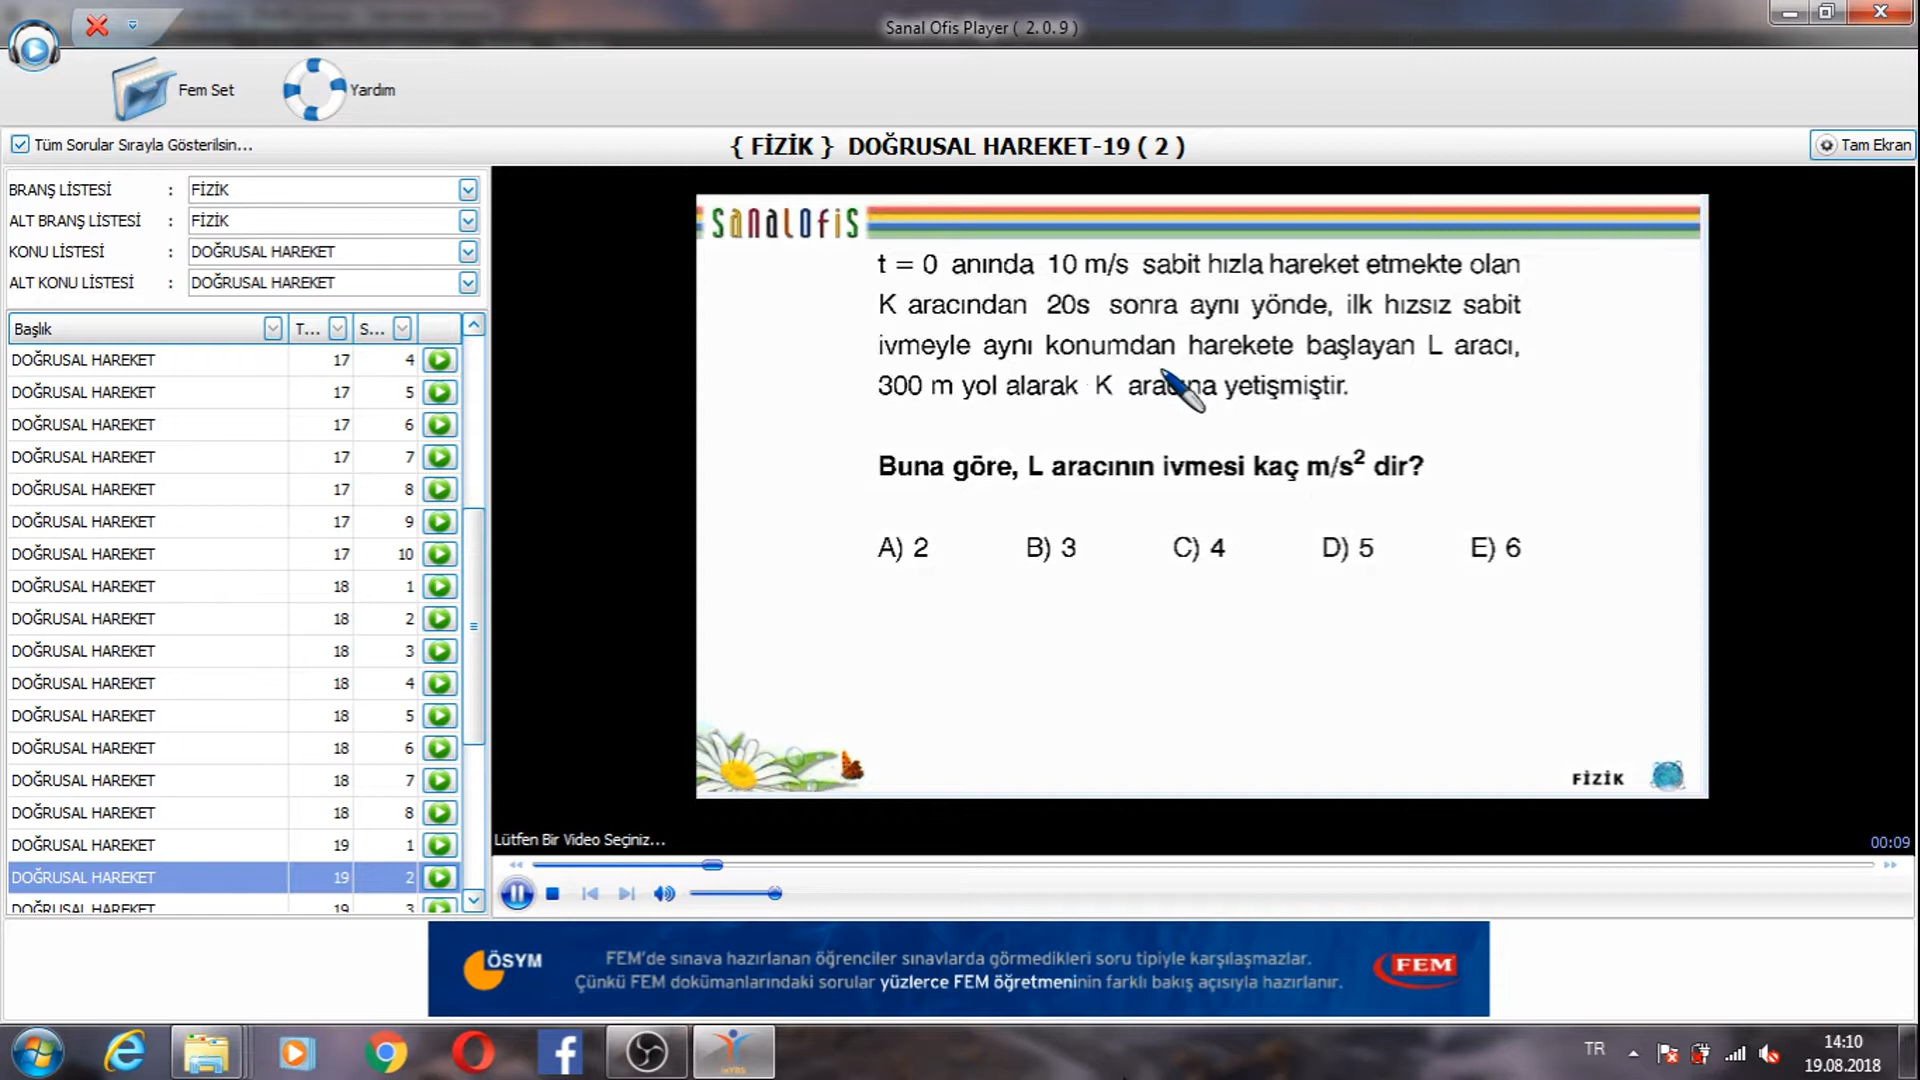 Sanal Ofis Player ( 2.0.9 )
Fem Set
Yardım
Tüm Sorular Sırayla Gösterilsin...
{ FİZİK } DOĞRUSAL HAREKET-19 ( 2 )
Tam Ekran
BRANŞ LİSTESİ : FİZİK
ALT BRANŞ LİSTESİ : FİZİK
KONU LİSTESİ : DOĞRUSAL HAREKET
ALT KONU LİSTESİ : DOĞRUSAL HAREKET
Başlık T... S...
DOĞRUSAL HAREKET 17 4
DOĞRUSAL HAREKET 17 5
DOĞRUSAL HAREKET 17 6
DOĞRUSAL HAREKET 17 7
DOĞRUSAL HAREKET 17 8
DOĞRUSAL HAREKET 17 9
DOĞRUSAL HAREKET 17 10
DOĞRUSAL HAREKET 18 1
DOĞRUSAL HAREKET 18 2
DOĞRUSAL HAREKET 18 3
DOĞRUSAL HAREKET 18 4
DOĞRUSAL HAREKET 18 5
DOĞRUSAL HAREKET 18 6
DOĞRUSAL HAREKET 18 7
DOĞRUSAL HAREKET 18 8
DOĞRUSAL HAREKET 19 1
DOĞRUSAL HAREKET 19 2
DOĞRUSAL HAREKET 19 3
SANALOFİS
t = 0 anında 10 m/s sabit hızla hareket etmekte olan
K aracından 20s sonra aynı yönde, ilk hızsız sabit
ivmeyle aynı konumdan harekete başlayan L aracı,
300 m yol alarak K aracına yetişmiştir.
Buna göre, L aracının ivmesi kaç m/s² dir?
A) 2 B) 3 C) 4 D) 5 E) 6
FİZİK
Lütfen Bir Video Seçiniz...
00:09
ÖSYM
FEM'de sınava hazırlanan öğrenciler sınavlarda görmedikleri soru tipiyle karşılaşmazlar.
Çünkü FEM dokümanlarındaki sorular yüzlerce FEM öğretmeninin farklı bakış açısıyla hazırlanır.
FEM
TR
14:10
19.08.2018